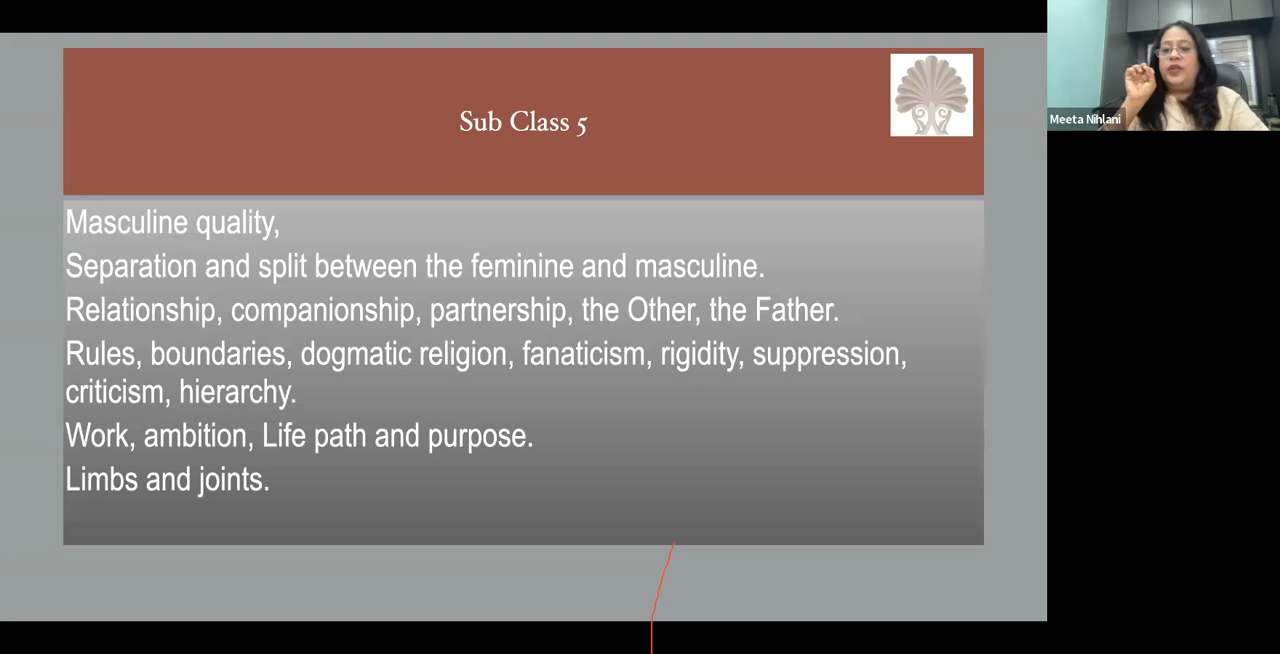 Sub Class 5
Masculine quality,
Separation and split between the feminine and masculine.
Relationship, companionship, partnership, the Other, the Father.
Rules, boundaries, dogmatic religion, fanaticism, rigidity, suppression,
criticism, hierarchy.
Work, ambition, Life path and purpose.
Limbs and joints.
Meeta Nihlani